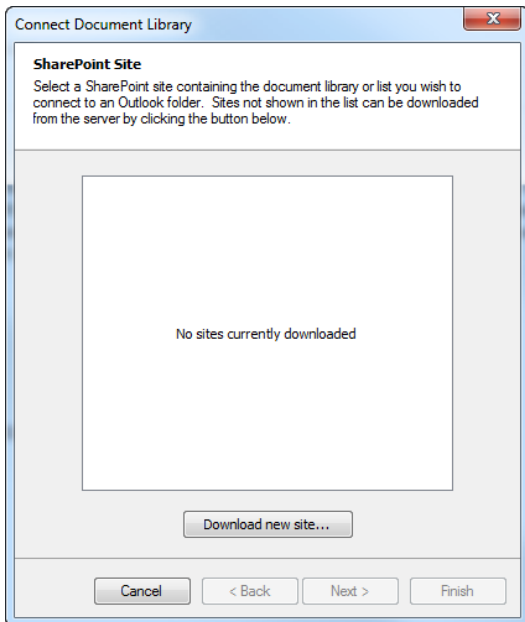 Connect Document Library
SharePoint Site
Select a SharePoint site containing the document library or list you wish to
connect to an Outlook folder.  Sites not shown in the list can be downloaded
from the server by clicking the button below.
No sites currently downloaded
Download new site...
Cancel
< Back
Next >
Finish